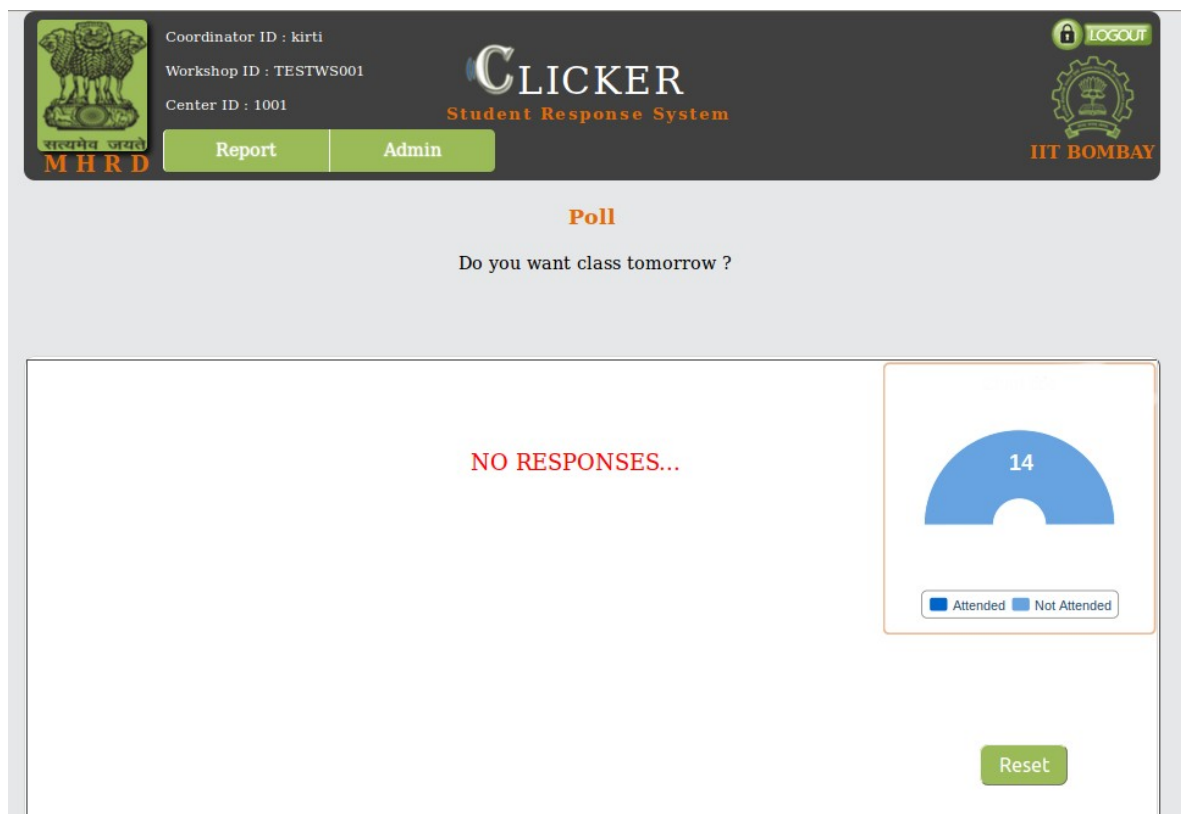 Coordinator ID : kirti
Workshop ID : TESTWS001
Center ID : 1001
सत्यमेव जयते
MHRD
Report
Admin
CLICKER
Student Response System
LOGOUT
IIT BOMBAY
Poll
Do you want class tomorrow ?
NO RESPONSES...
14
Attended
Not Attended
Reset